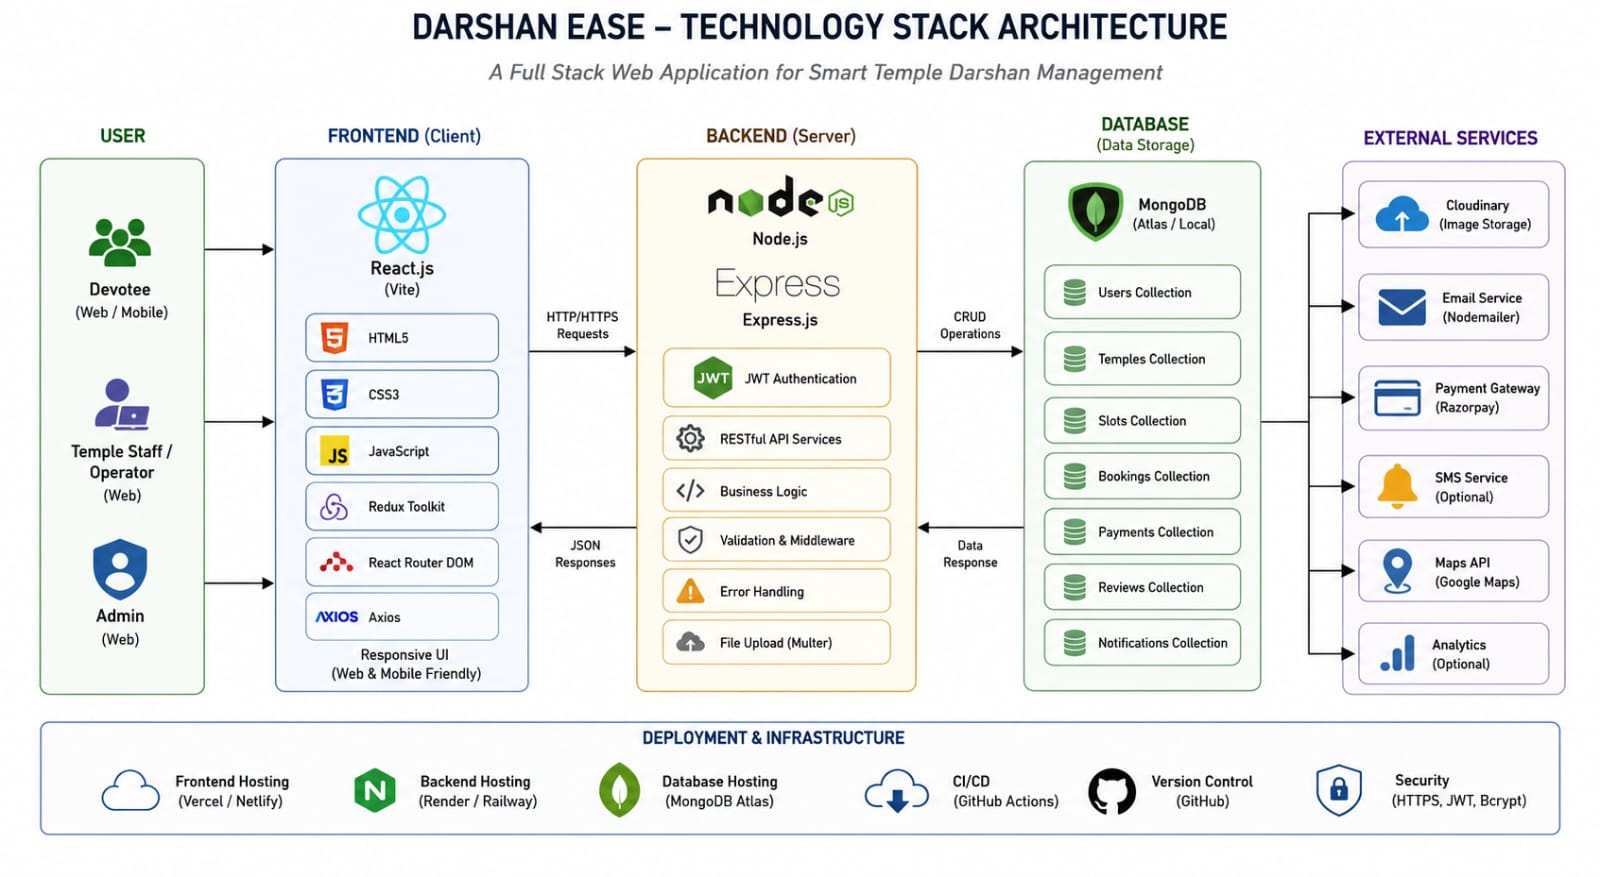 DARSHAN EASE – TECHNOLOGY STACK ARCHITECTURE
A Full Stack Web Application for Smart Temple Darshan Management
USER
Devotee
(Web / Mobile)
Temple Staff /
Operator
(Web)
Admin
(Web)
FRONTEND (Client)
React.js
(Vite)
5
HTML5
3
CSS3
JS
JavaScript
Redux Toolkit
React Router DOM
AXIOS
Axios
Responsive UI
(Web & Mobile Friendly)
HTTP/HTTPS
Requests
JSON
Responses
BACKEND (Server)
node
JS
Node.js
Express
Express.js
JWT
JWT Authentication
RESTful API Services
Business Logic
Validation & Middleware
Error Handling
File Upload (Multer)
CRUD
Operations
Data
Response
DATABASE
(Data Storage)
MongoDB
(Atlas / Local)
Users Collection
Temples Collection
Slots Collection
Bookings Collection
Payments Collection
Reviews Collection
Notifications Collection
EXTERNAL SERVICES
Cloudinary
(Image Storage)
Email Service
(Nodemailer)
Payment Gateway
(Razorpay)
SMS Service
(Optional)
Maps API
(Google Maps)
Analytics
(Optional)
DEPLOYMENT & INFRASTRUCTURE
Frontend Hosting
(Vercel / Netlify)
N
Backend Hosting
(Render / Railway)
Database Hosting
(MongoDB Atlas)
CI/CD
(GitHub Actions)
Version Control
(GitHub)
Security
(HTTPS, JWT, Bcrypt)